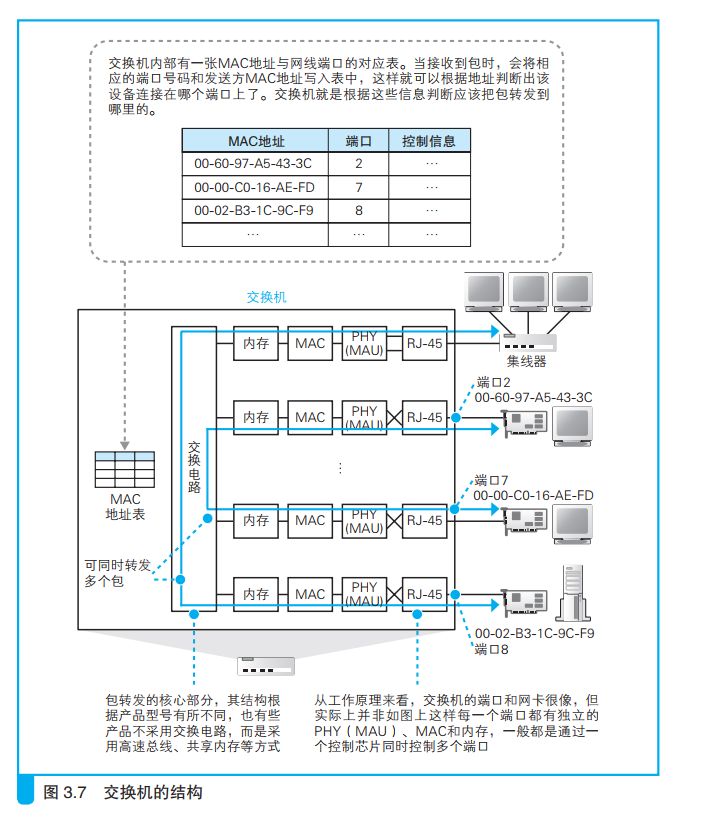 交换机内部有一张MAC地址与网线端口的对应表。当接收到包时，会将相
应的端口号码和发送方MAC地址写入表中，这样就可以根据地址判断出该
设备连接在哪个端口上了。交换机就是根据这些信息判断应该把包转发到
哪里的。
MAC地址 端口 控制信息
00-60-97-A5-43-3C 2 …
00-00-C0-16-AE-FD 7 …
00-02-B3-1C-9C-F9 8 …
… … …
交换机
内存 MAC PHY (MAU) RJ-45
集线器
端口2
00-60-97-A5-43-3C
内存 MAC PHY (MAU) RJ-45
交换电路
…
MAC
地址表
端口7
00-00-C0-16-AE-FD
内存 MAC PHY (MAU) RJ-45
可同时转发
多个包
内存 MAC PHY (MAU) RJ-45
00-02-B3-1C-9C-F9
端口8
包转发的核心部分，其结构根
据产品型号有所不同，也有些
产品不采用交换电路，而是采
用高速总线、共享内存等方式
从工作原理来看，交换机的端口和网卡很像，但
实际上并非如图上这样每一个端口都有独立的
PHY（MAU）、MAC和内存，一般都是通过一
个控制芯片同时控制多个端口
图 3.7 交换机的结构